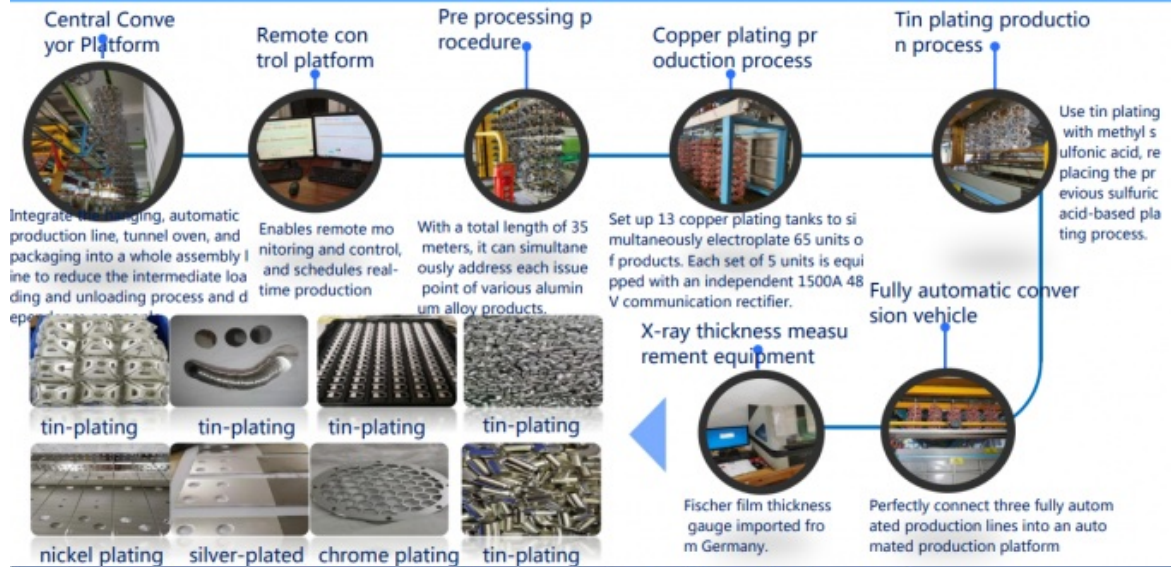 Central Conve
yor Platform
Integrate the hanging, automatic
production line, tunnel oven, and
packaging into a whole assembly l
ine to reduce the intermediate loa
ding and unloading process and d
Remote con
trol platform
Enables remote mo
nitoring and control,
and schedules real-
time production
Pre processing p
rocedure
With a total length of 35
meters, it can simultane
ously address each issue
point of various alumin
um alloy products.
Copper plating pr
oduction process
Set up 13 copper plating tanks to si
multaneously electroplate 65 units o
f products. Each set of 5 units is equi
pped with an independent 1500A 48
V communication rectifier.
Tin plating productio
n process
Use tin plating
with methyl s
ulfonic acid, re
placing the pr
evious sulfuric
acid-based pla
ting process.
Fully automatic conver
sion vehicle
Perfectly connect three fully autom
ated production lines into an auto
mated production platform
X-ray thickness measu
rement equipment
Fischer film thickness
gauge imported fro
m Germany.
tin-plating
tin-plating
tin-plating
tin-plating
nickel plating
silver-plated
chrome plating
tin-plating